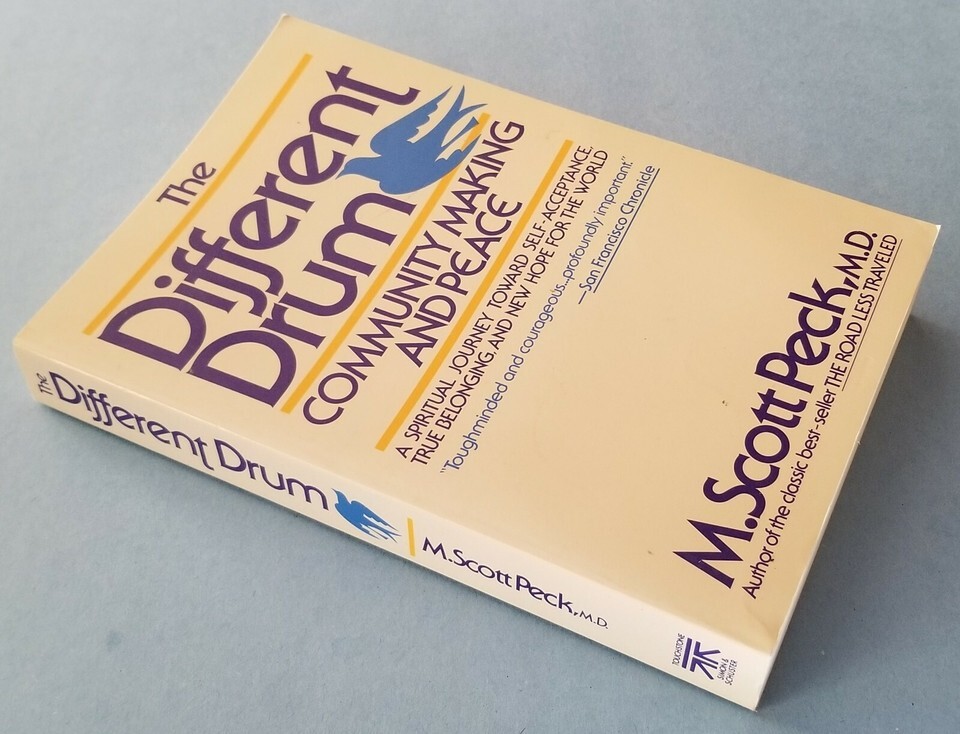 The
Different
Drum
COMMUNITY MAKING
AND PEACE
A SPIRITUAL JOURNEY TOWARD SELF-ACCEPTANCE,
TRUE BELONGING, AND NEW HOPE FOR THE WORLD
"Toughminded and courageous...profoundly important."
—San Francisco Chronicle
M. Scott Peck, M.D.
Author of the classic best-seller THE ROAD LESS TRAVELED
The Different Drum
M. Scott Peck, M.D.
TOUCHSTONE
SIMON &
SCHUSTER